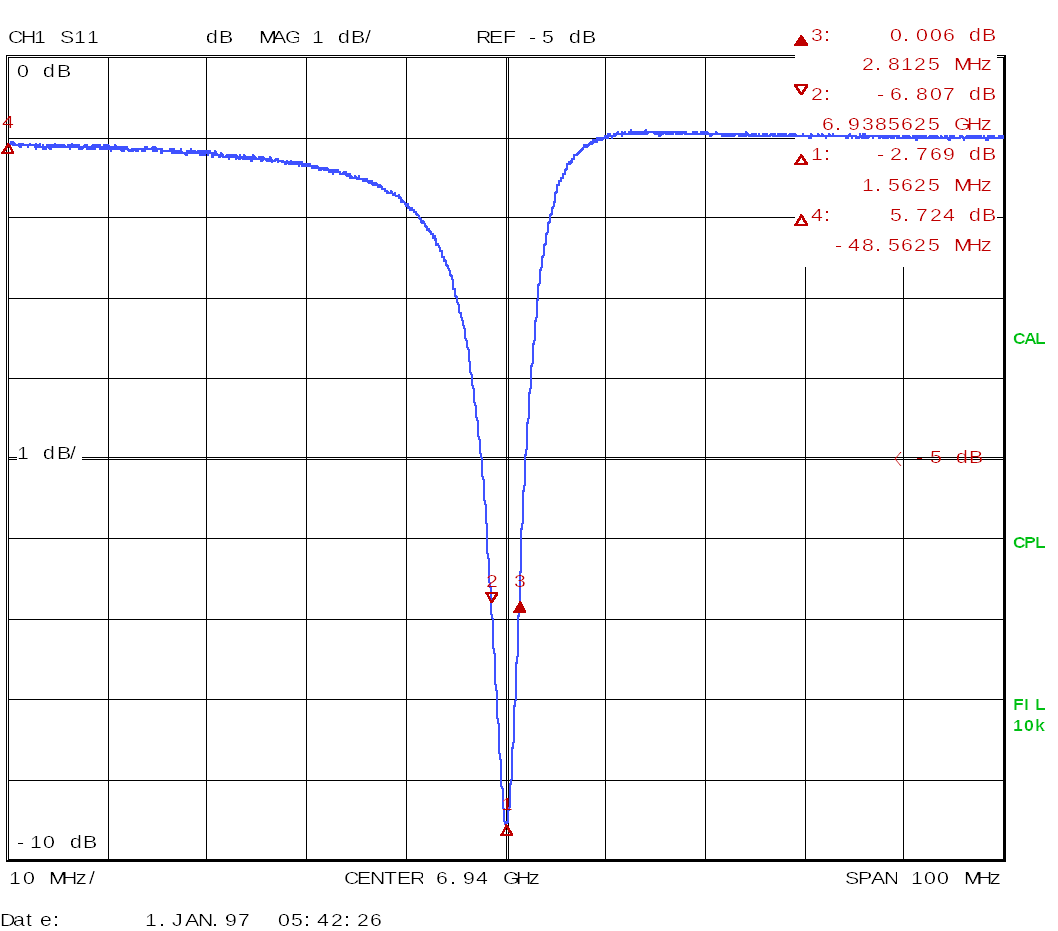 CH1 S11 dB MAG 1 dB/ REF -5 dB
3: 0.006 dB
2.8125 MHz
0 dB
2: -6.807 dB
4
6.9385625 GHz
1: -2.769 dB
1.5625 MHz
4: 5.724 dB
-48.5625 MHz
CAL
1 dB/
-5 dB
CPL
2 3
FIL
10k
1
-10 dB
10 MHz/ CENTER 6.94 GHz SPAN 100 MHz
Date: 1.JAN.97 05:42:26